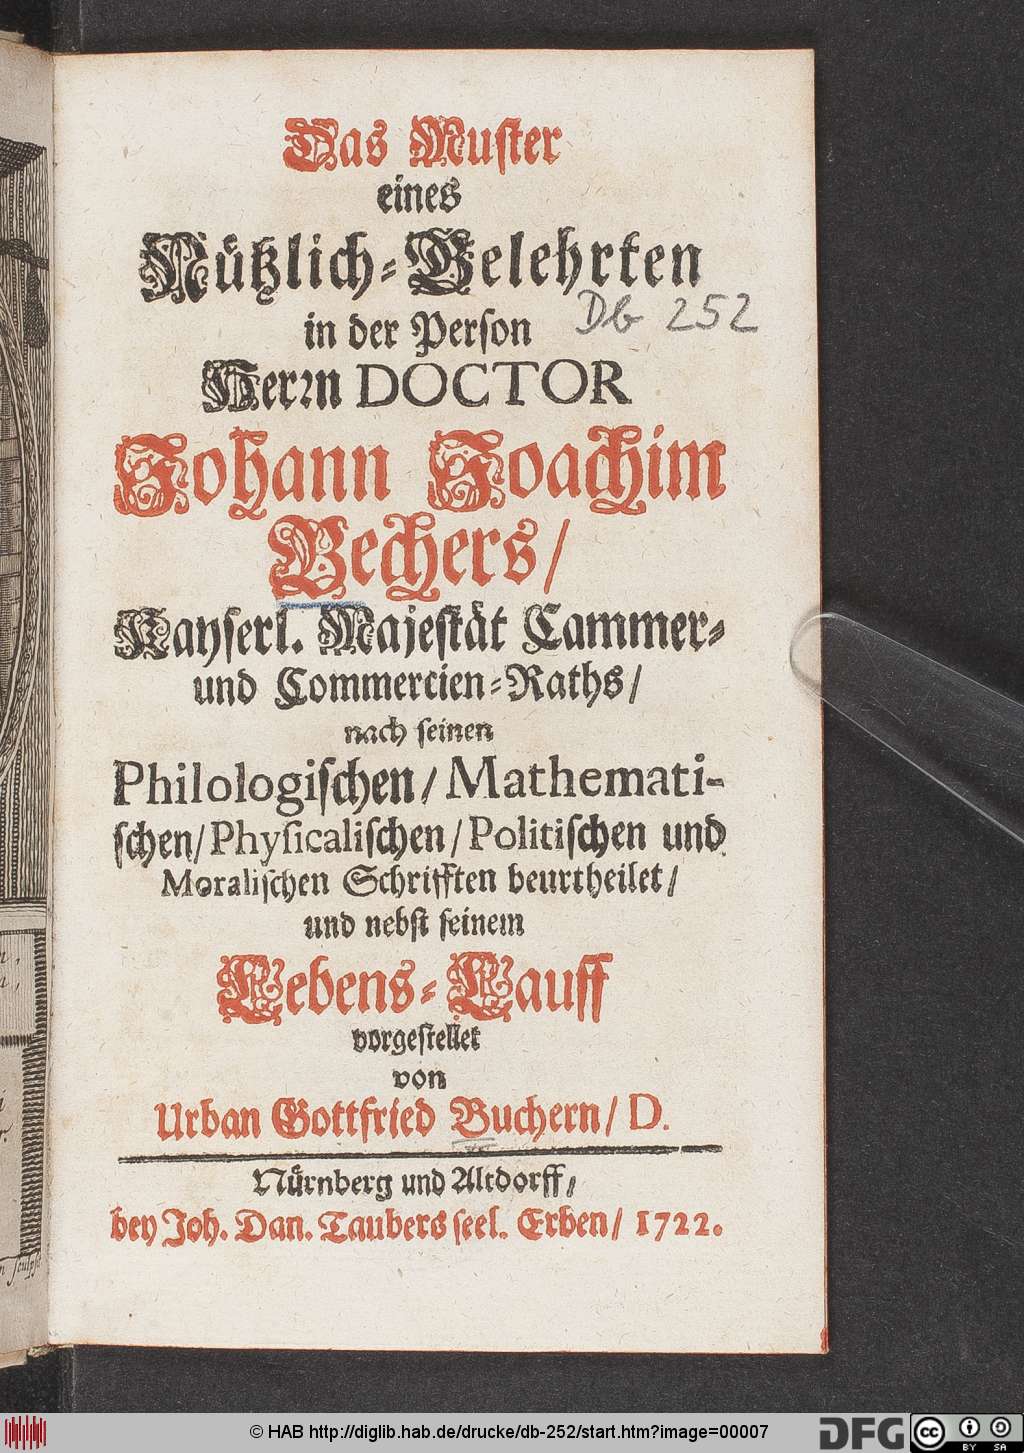 Das Muster
eines
Nützlich-Gelehrten
in der Person
Db 252
Herrn DOCTOR
Johann Joachim
Bechers/
Kayserl. Majestät Cammer-
und Commercien-Raths/
nach seinen
Philologischen/Mathemati-
schen/Physicalischen/Politischen und
Moralischen Schrifften beurtheilet/
und nebst seinem
Lebens-Lauff
vorgestellet
von
Urban Gottfried Buchern/ D.
Nürnberg und Altdorff/
bey Joh. Dan. Taubers seel. Erben/ 1722.
© HAB http://diglib.hab.de/drucke/db-252/start.htm?image=00007
DFG
cc
BY SA